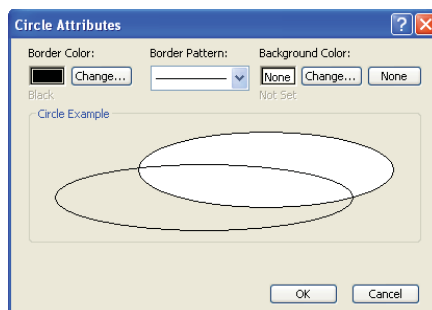 Circle Attributes
Border Color: Border Pattern: Background Color:
Change... None Change... None
Black Not Set
Circle Example
OK Cancel